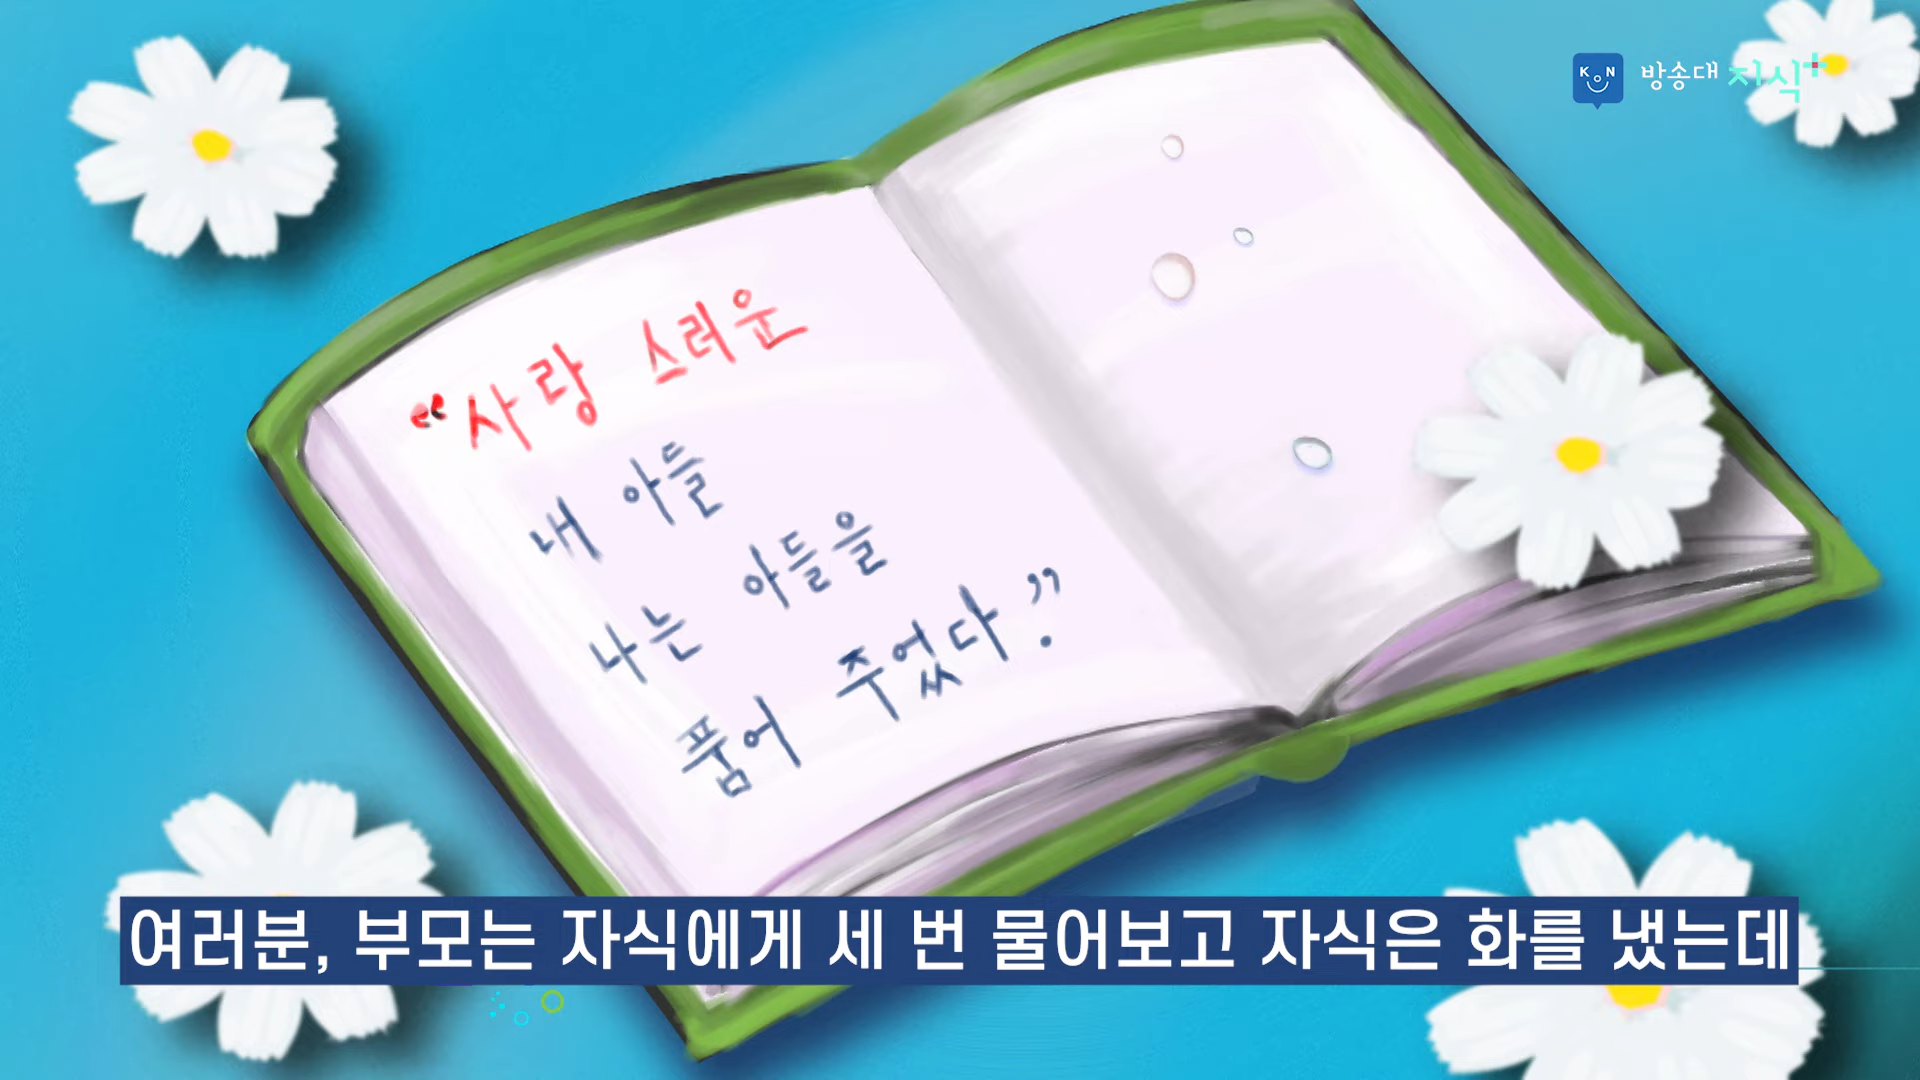 KON 방송대 지식+
“사랑 스러운
내 아들
나는 아들을
품어 주었다.”
여러분, 부모는 자식에게 세 번 물어보고 자식은 화를 냈는데